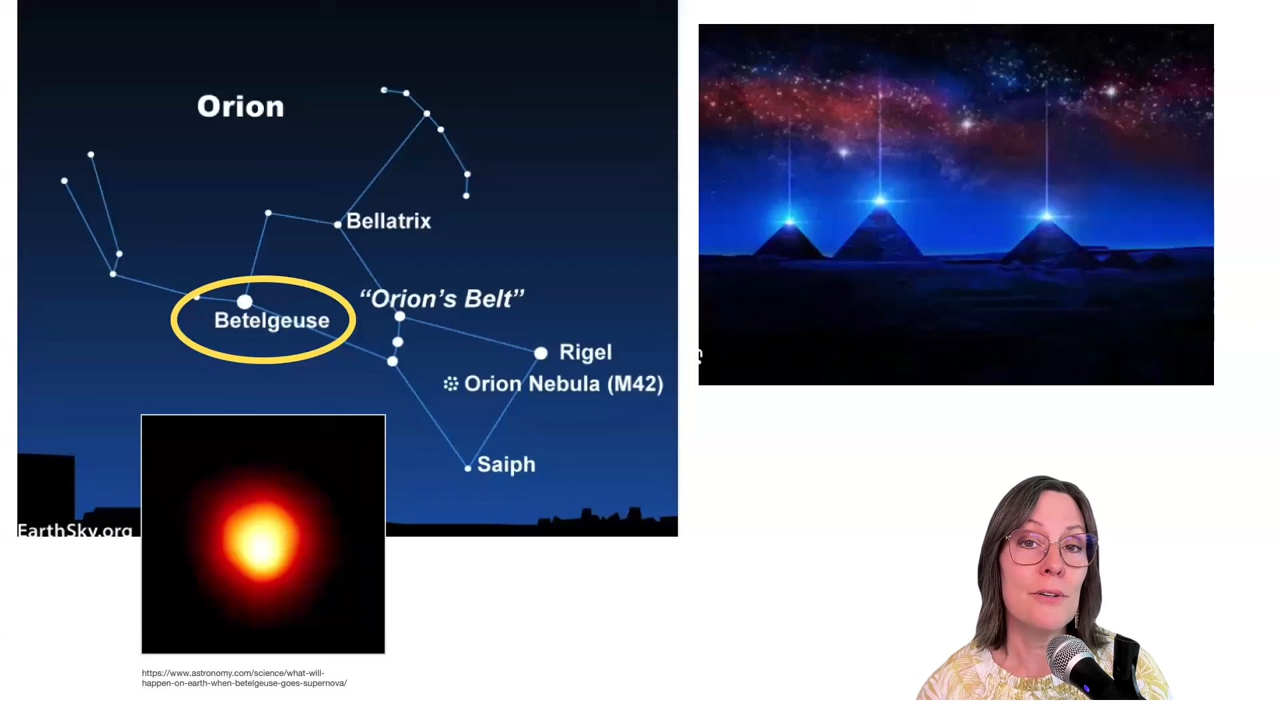 Orion
Bellatrix
“Orion’s Belt”
Betelgeuse
Rigel
Orion Nebula (M42)
Saiph
EarthSky.org
https://www.astronomy.com/science/what-will-
happen-on-earth-when-betelgeuse-goes-supernova/